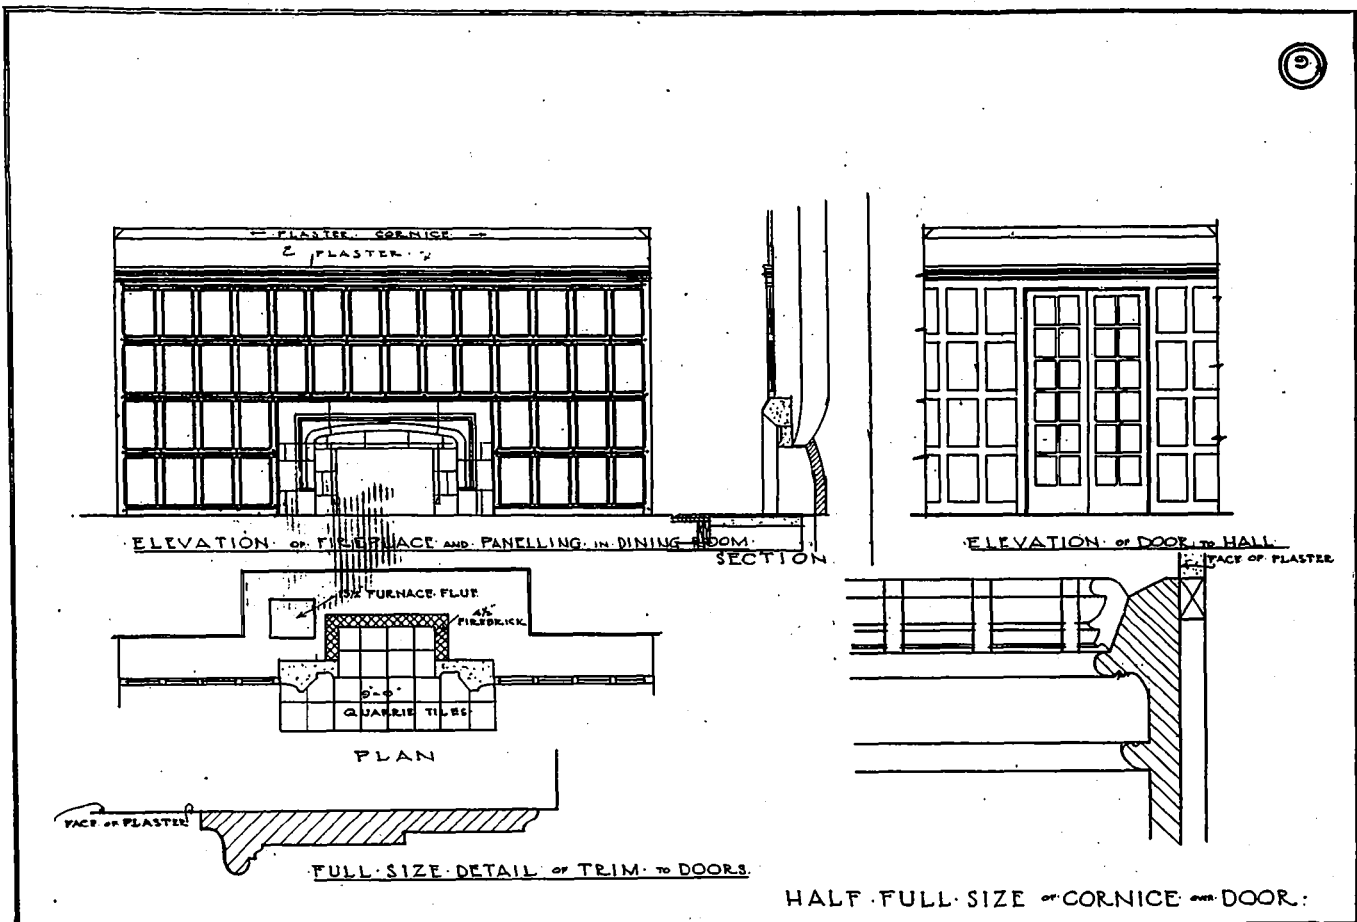 9
← PLASTER · CORNICE · →
PLASTER ·
ELEVATION · OF · FIREPLACE AND PANELLING · IN · DINING · ROOM ·
SECTION
ELEVATION · OF DOOR TO HALL
FACE OF · PLASTER
FURNACE · FLUE
4½"
FIREBRICK
QUARRIE TILES ·
PLAN
FACE OF PLASTER
FULL · SIZE · DETAIL · OF TRIM · TO DOORS.
HALF · FULL · SIZE OF CORNICE OVER DOOR :